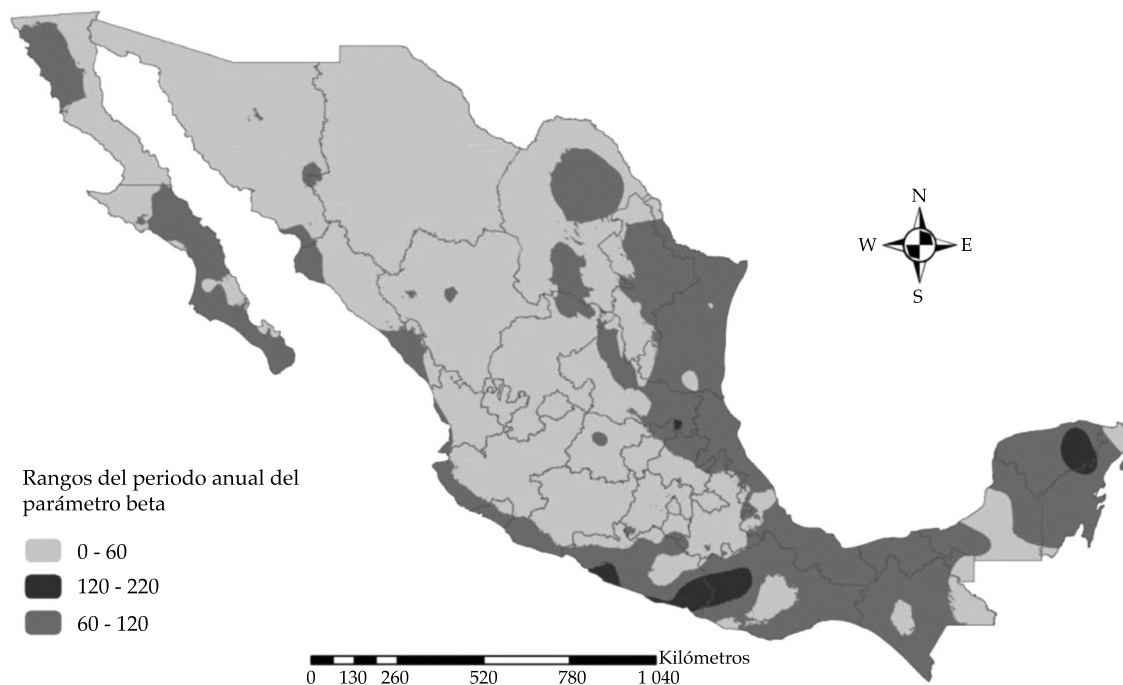 N
W E
S
Rangos del periodo anual del
parámetro beta
0 - 60
120 - 220
60 - 120
Kilómetros
0 130 260 520 780 1 040